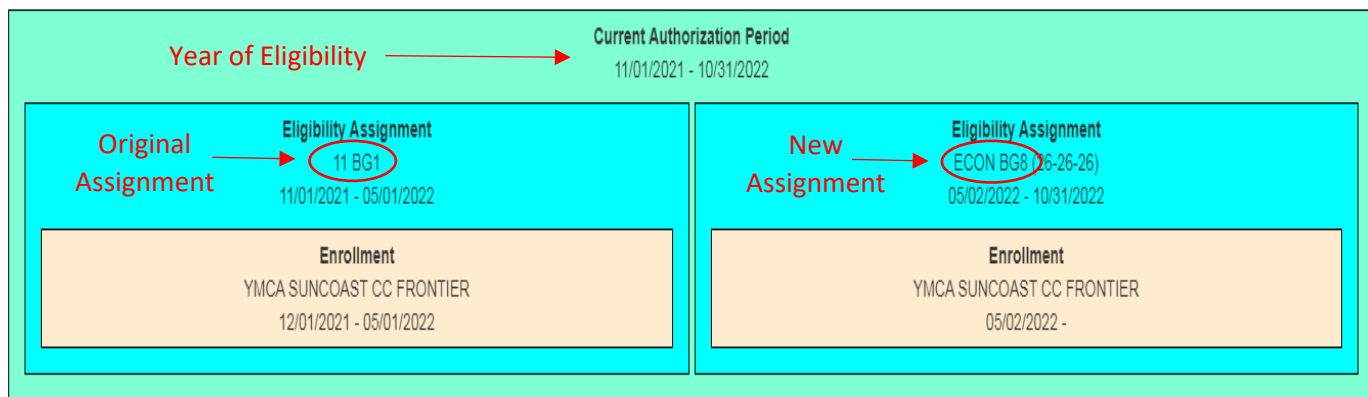 Current Authorization Period
Year of Eligibility
11/01/2021 - 10/31/2022
Eligibility Assignment
Original
Assignment
11 BG1
11/01/2021 - 05/01/2022
Enrollment
YMCA SUNCOAST CC FRONTIER
12/01/2021 - 05/01/2022
Eligibility Assignment
New
Assignment
ECON BG8 (26-26-26)
05/02/2022 - 10/31/2022
Enrollment
YMCA SUNCOAST CC FRONTIER
05/02/2022 -